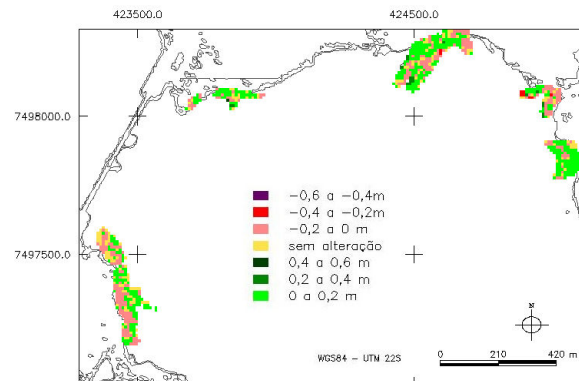 423500.0 424500.0
7498000.0
7497500.0
-0,6 a -0,4m
-0,4 a -0,2m
-0,2 a 0 m
sem alteração
0,4 a 0,6 m
0,2 a 0,4 m
0 a 0,2 m
N
WGS84 - UTM 22S
0 210 420 m